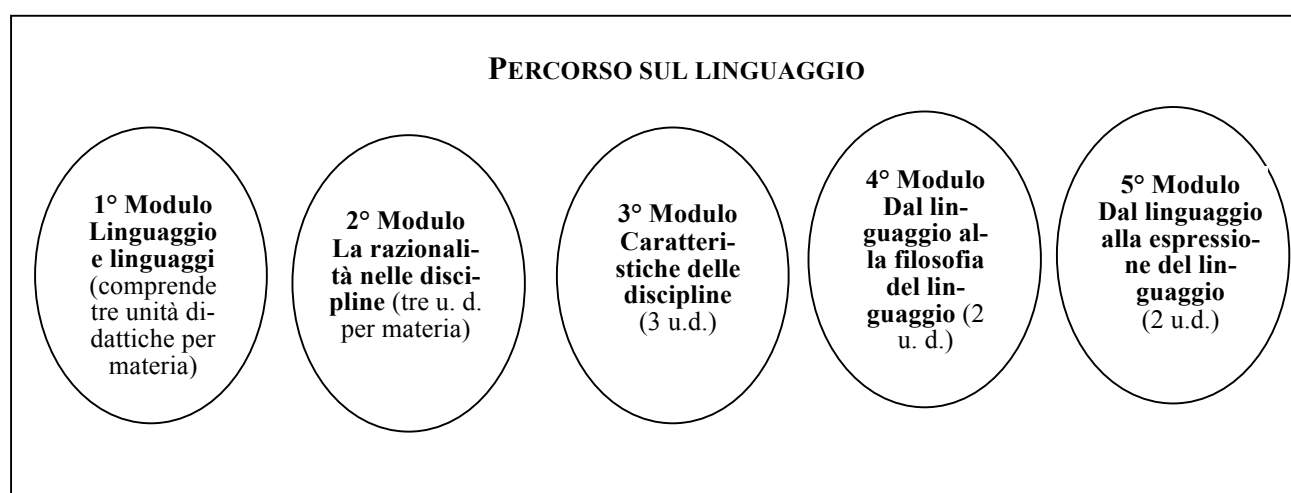 PERCORSO SUL LINGUAGGIO
1° Modulo
Linguaggio
e linguaggi
(comprende
tre unità di-
dattiche per
materia)
2° Modulo
La razionali-
tà nelle disci-
pline (tre u. d.
per materia)
3° Modulo
Caratteri-
stiche delle
discipline
(3 u.d.)
4° Modulo
Dal lin-
guaggio al-
la filosofia
del lin-
guaggio (2
u. d.)
5° Modulo
Dal linguaggio
alla espressio-
ne del lin-
guaggio
(2 u.d.)